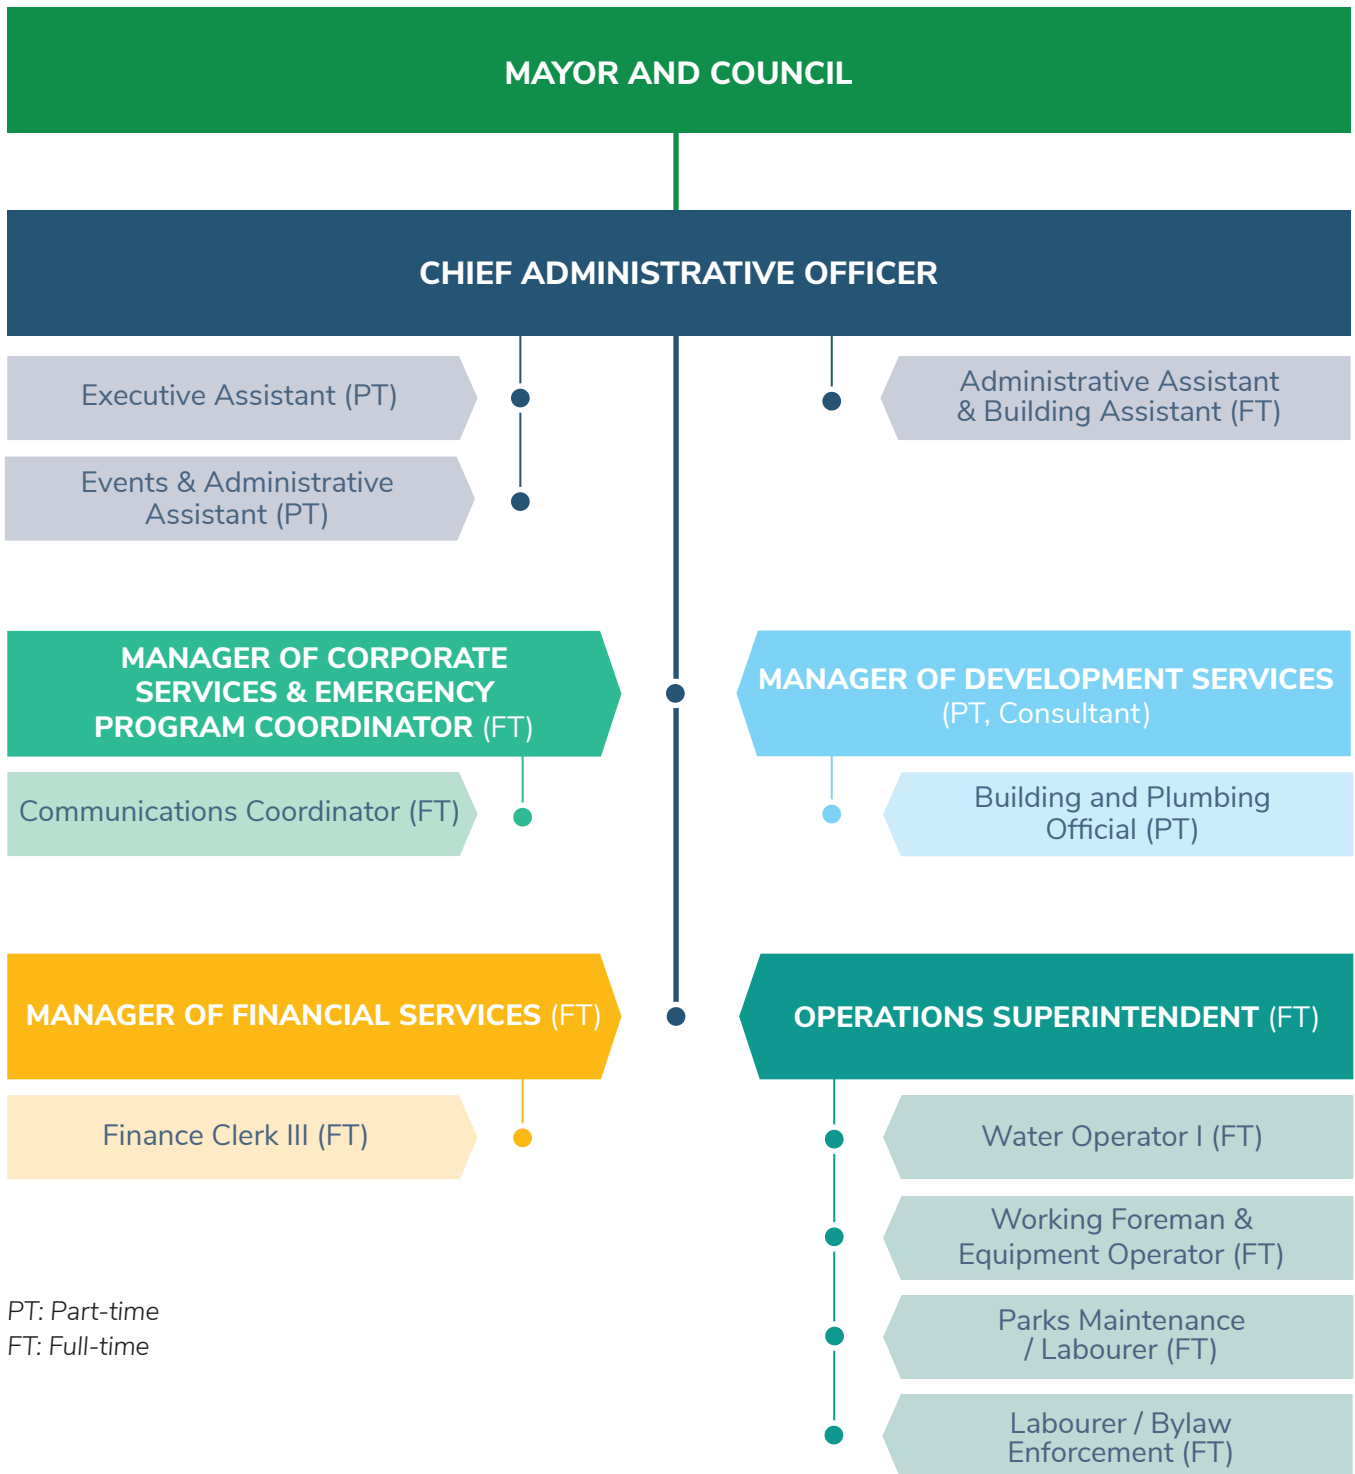 MAYOR AND COUNCIL
CHIEF ADMINISTRATIVE OFFICER
Executive Assistant (PT)
Administrative Assistant
& Building Assistant (FT)
Events & Administrative
Assistant (PT)
MANAGER OF CORPORATE
SERVICES & EMERGENCY
PROGRAM COORDINATOR (FT)
MANAGER OF DEVELOPMENT SERVICES
(PT, Consultant)
Communications Coordinator (FT)
Building and Plumbing
Official (PT)
MANAGER OF FINANCIAL SERVICES (FT)
OPERATIONS SUPERINTENDENT (FT)
Finance Clerk III (FT)
Water Operator I (FT)
Working Foreman &
Equipment Operator (FT)
Parks Maintenance
/ Labourer (FT)
Labourer / Bylaw
Enforcement (FT)
PT: Part-time
FT: Full-time